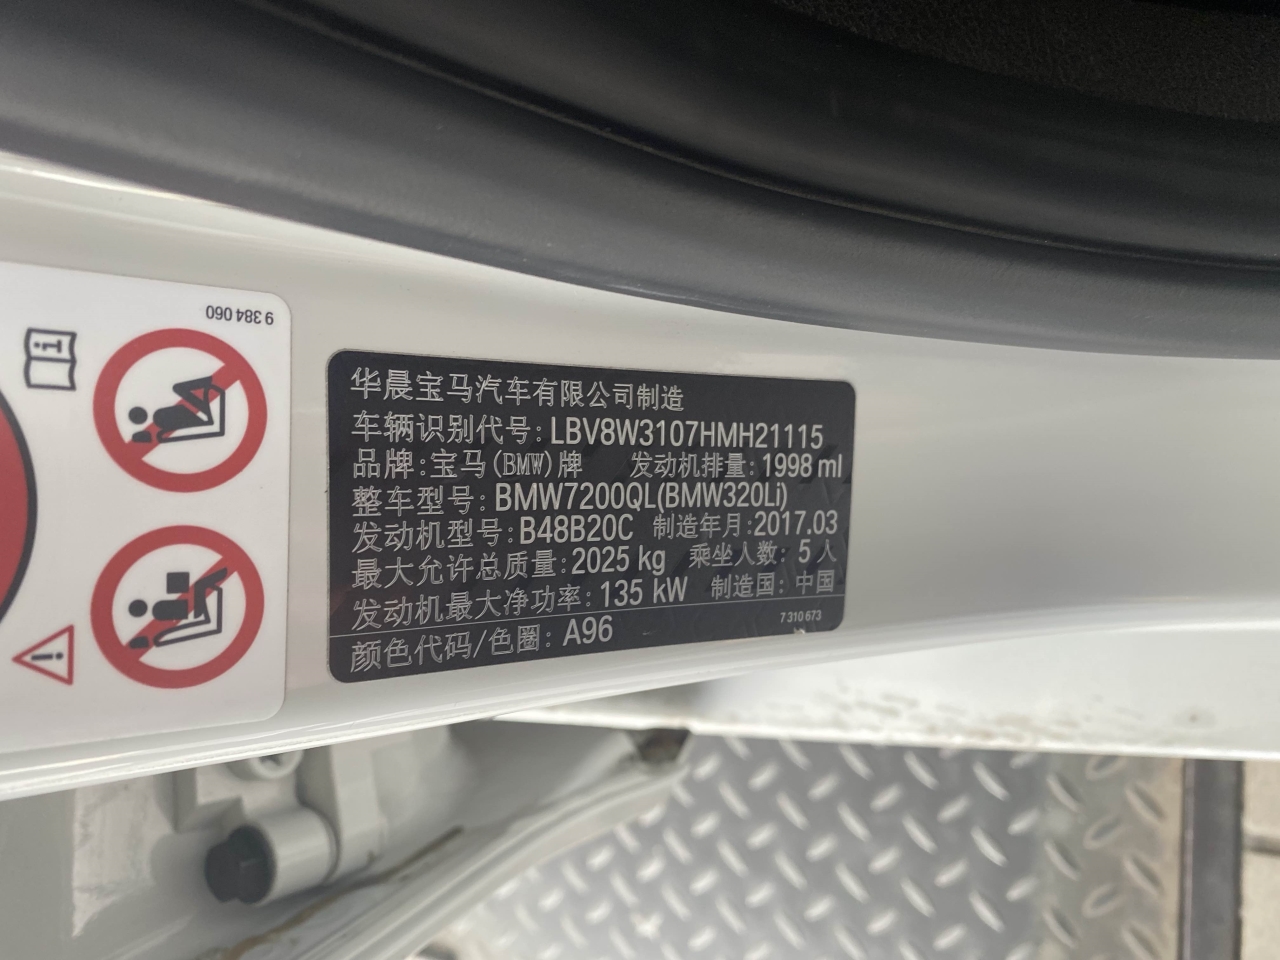 9 384 060
华晨宝马汽车有限公司制造
车辆识别代号:LBV8W3107HMH21115
品牌:宝马(BMW)牌 发动机排量:1998 ml
整车型号:BMW7200QL(BMW320Li)
发动机型号:B48B20C 制造年月:2017.03
最大允许总质量:2025 kg 乘坐人数: 5 人
发动机最大净功率:135 kW 制造国: 中国
7 310 673
颜色代码/色圈: A96